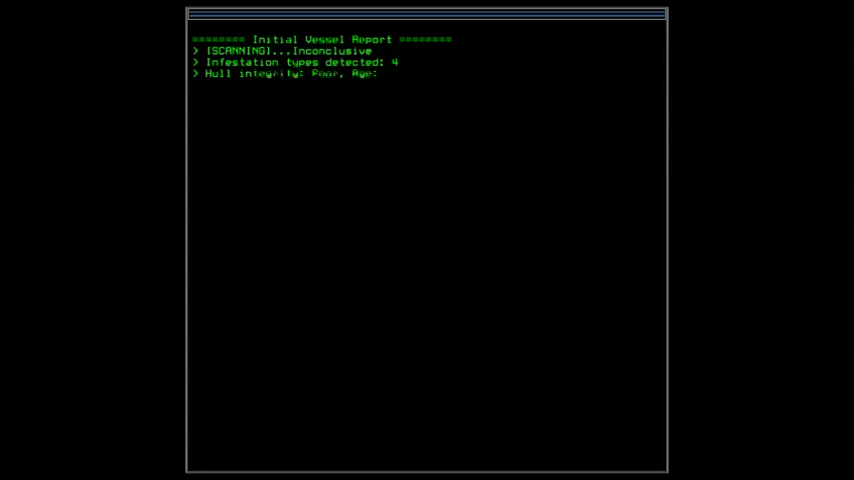 ======== Initial Vessel Report ========
> [SCANNING]...Inconclusive
> Infestation types detected: 4
> Hull integrity: Poor, Age: